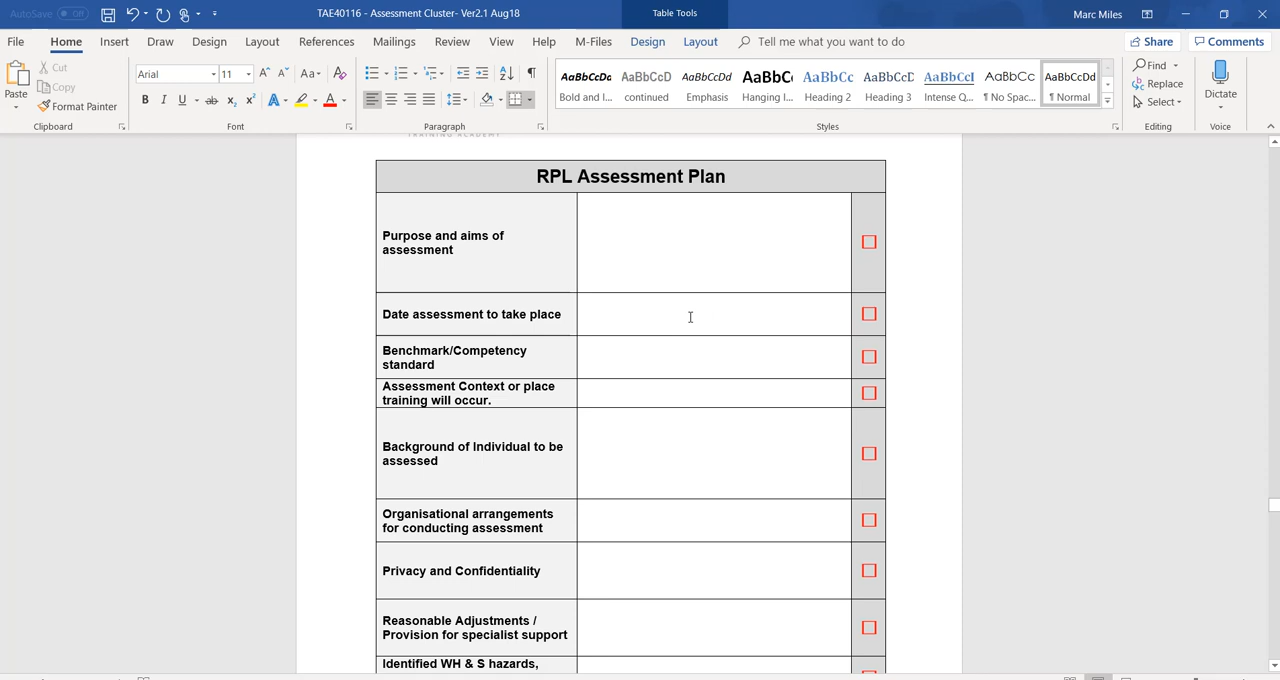 AutoSave Off
TAE40116 - Assessment Cluster- Ver2.1 Aug18
Table Tools
Marc Miles
File Home Insert Draw Design Layout References Mailings Review View Help M-Files Design Layout Tell me what you want to do Share Comments
Paste
Cut
Copy
Format Painter
Clipboard
Arial 11
Font
Paragraph
AaBbCcDc AaBbCcD AaBbCcDd AaBbC AaBbCc AaBbCcD AaBbCcI AaBbCc AaBbCcDd
Bold and I... continued Emphasis Hanging I... Heading 2 Heading 3 Intense Q... ¶ No Spac... ¶ Normal
Styles
Find
Replace
Select
Editing
Dictate
Voice
TRAINING ACADEMY
RPL Assessment Plan
Purpose and aims of
assessment
Date assessment to take place
Benchmark/Competency
standard
Assessment Context or place
training will occur.
Background of Individual to be
assessed
Organisational arrangements
for conducting assessment
Privacy and Confidentiality
Reasonable Adjustments /
Provision for specialist support
Identified WH & S hazards,